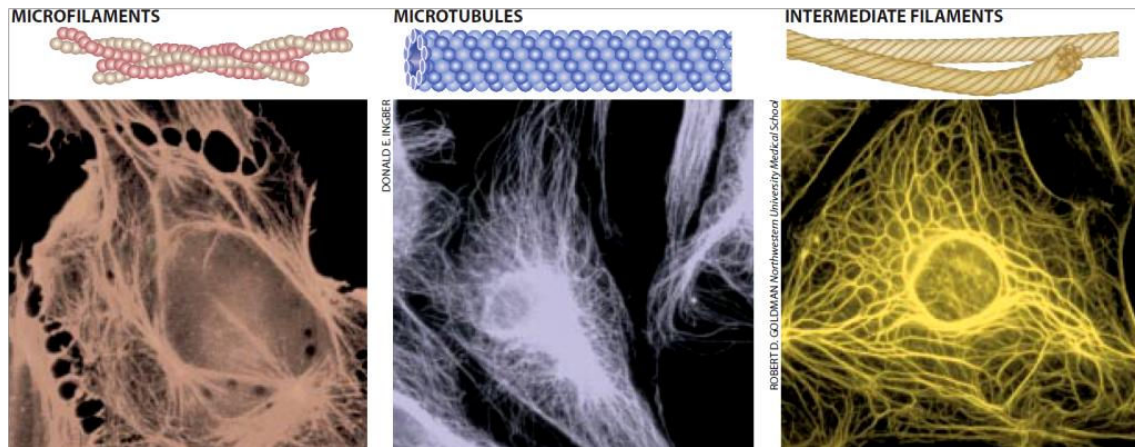 MICROFILAMENTS
MICROTUBULES
INTERMEDIATE FILAMENTS
DONALD E. INGBER
ROBERT D. GOLDMAN Northwestern University Medical School